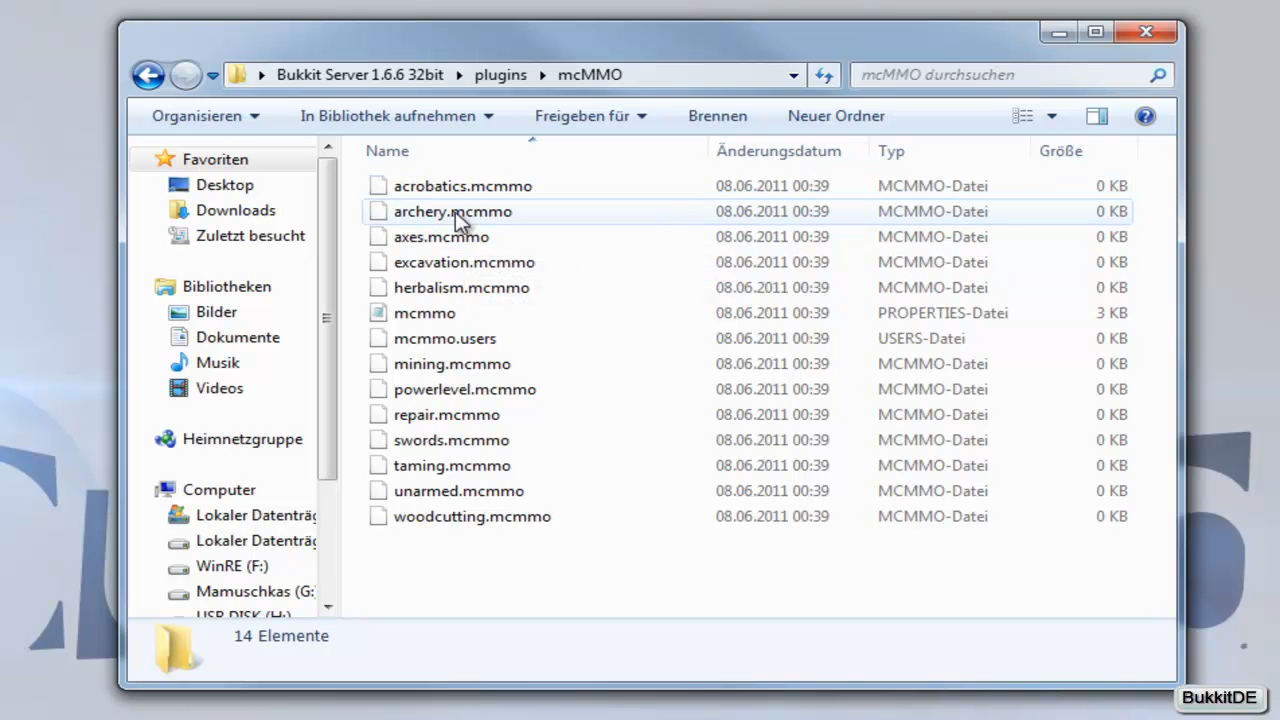 Bukkit Server 1.6.6 32bit plugins mcMMO
mcMMO durchsuchen
Organisieren In Bibliothek aufnehmen Freigeben für Brennen Neuer Ordner
Name Änderungsdatum Typ Größe
Favoriten
Desktop
Downloads
Zuletzt besucht
Bibliotheken
Bilder
Dokumente
Musik
Videos
Heimnetzgruppe
Computer
Lokaler Datenträg
Lokaler Datenträg
WinRE (F:)
Mamuschkas (G:
USB DISK (H:)
acrobatics.mcmmo 08.06.2011 00:39 MCMMO-Datei 0 KB
archery.mcmmo 08.06.2011 00:39 MCMMO-Datei 0 KB
axes.mcmmo 08.06.2011 00:39 MCMMO-Datei 0 KB
excavation.mcmmo 08.06.2011 00:39 MCMMO-Datei 0 KB
herbalism.mcmmo 08.06.2011 00:39 MCMMO-Datei 0 KB
mcmmo 08.06.2011 00:39 PROPERTIES-Datei 3 KB
mcmmo.users 08.06.2011 00:39 USERS-Datei 0 KB
mining.mcmmo 08.06.2011 00:39 MCMMO-Datei 0 KB
powerlevel.mcmmo 08.06.2011 00:39 MCMMO-Datei 0 KB
repair.mcmmo 08.06.2011 00:39 MCMMO-Datei 0 KB
swords.mcmmo 08.06.2011 00:39 MCMMO-Datei 0 KB
taming.mcmmo 08.06.2011 00:39 MCMMO-Datei 0 KB
unarmed.mcmmo 08.06.2011 00:39 MCMMO-Datei 0 KB
woodcutting.mcmmo 08.06.2011 00:39 MCMMO-Datei 0 KB
14 Elemente
BukkitDE